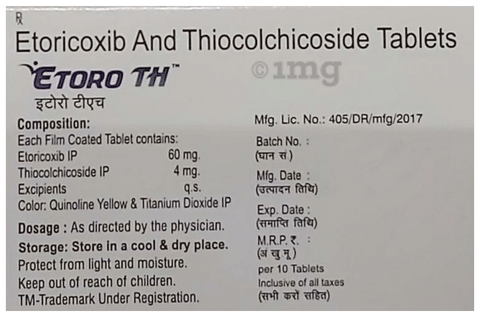 Rx
Etoricoxib And Thiocolchicoside Tablets
ETORO TH™
©1mg
इटोरो टीएच
Composition:
Each Film Coated Tablet contains:
Etoricoxib IP 60 mg.
Thiocolchicoside IP 4 mg.
Excipients q.s.
Color: Quinoline Yellow & Titanium Dioxide IP
Dosage : As directed by the physician.
Storage: Store in a cool & dry place.
Protect from light and moisture.
Keep out of reach of children.
TM-Trademark Under Registration.
Mfg. Lic. No.: 405/DR/mfg/2017
Batch No. :
(घान सं.)
Mfg. Date :
(उत्पादन तिथि)
Exp. Date :
(समाप्ति तिथि)
M.R.P. ₹. :
(अ खु मू)
per 10 Tablets
Inclusive of all taxes
(सभी करों सहित)